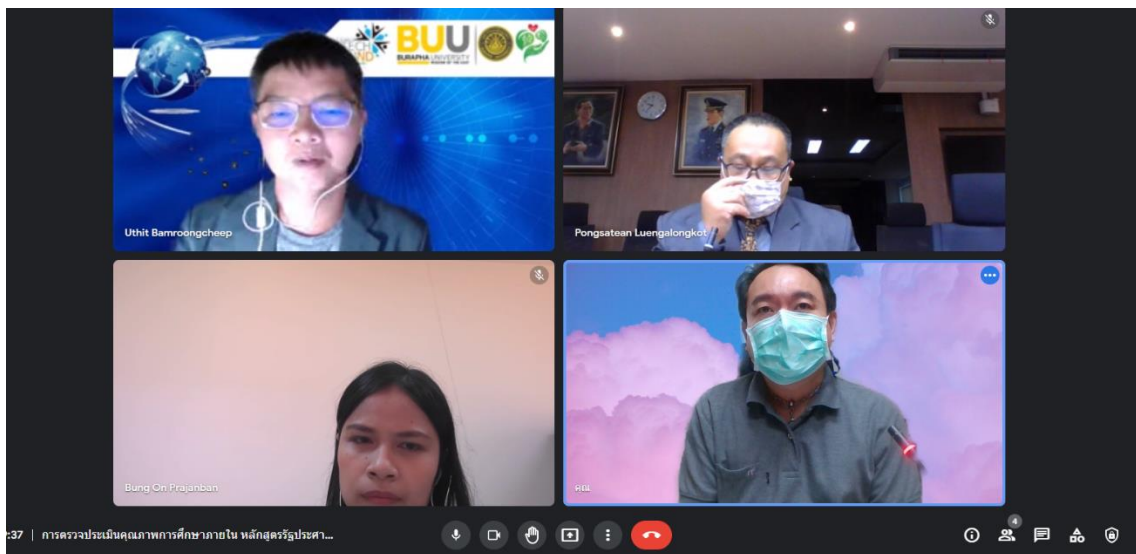 BUU
BURAPHA UNIVERSITY
Uthit Bamroongcheep
Pongsatean Luengalongkot
Bung On Prajanban
คุณ
:37 | การตรวจประเมินคุณภาพการศึกษาภายใน หลักสูตรรัฐประศา...
4